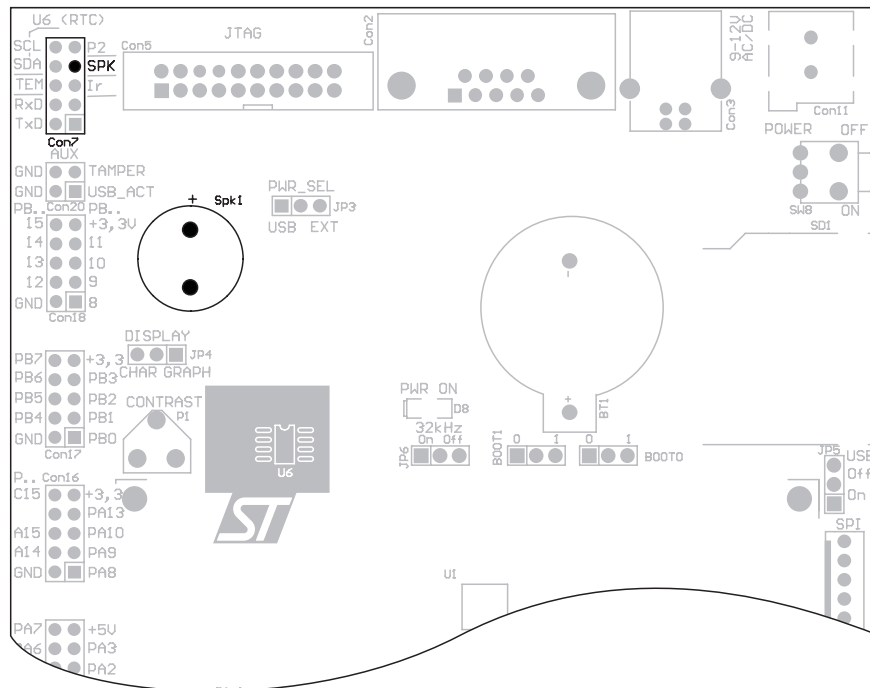 U6 (RTC)
SCL P2
SDA SPK
TEM Ir
RxD
TxD
Con7
AUX
GND TAMPER
GND USB_ACT
PB.. Con20 PB..
15 +3,3V
14 11
13 10
12 9
GND 8
Con18
PB7 +3,3
PB6 PB3
PB5 PB2
PB4 PB1
GND PB0
Con17
P.. Con16
C15 +3,3
PA13
A15 PA10
A14 PA9
GND PA8
PA7 +5V
PA6 PA3
PA2
JTAG
Con5
Con2
Con3
9-12V
AC/DC
Con11
POWER OFF
SW8 ON
SD1
+ Spk1
PWR_SEL
JP3
USB EXT
DISPLAY
JP4
CHAR GRAPH
CONTRAST
P1
U6
ST
-
+
BT1
PWR ON
D8
32kHz
On Off
JP6
BOOT1
0 1
0 1
BOOT0
JP5 USB
Off
On
SPI
U1